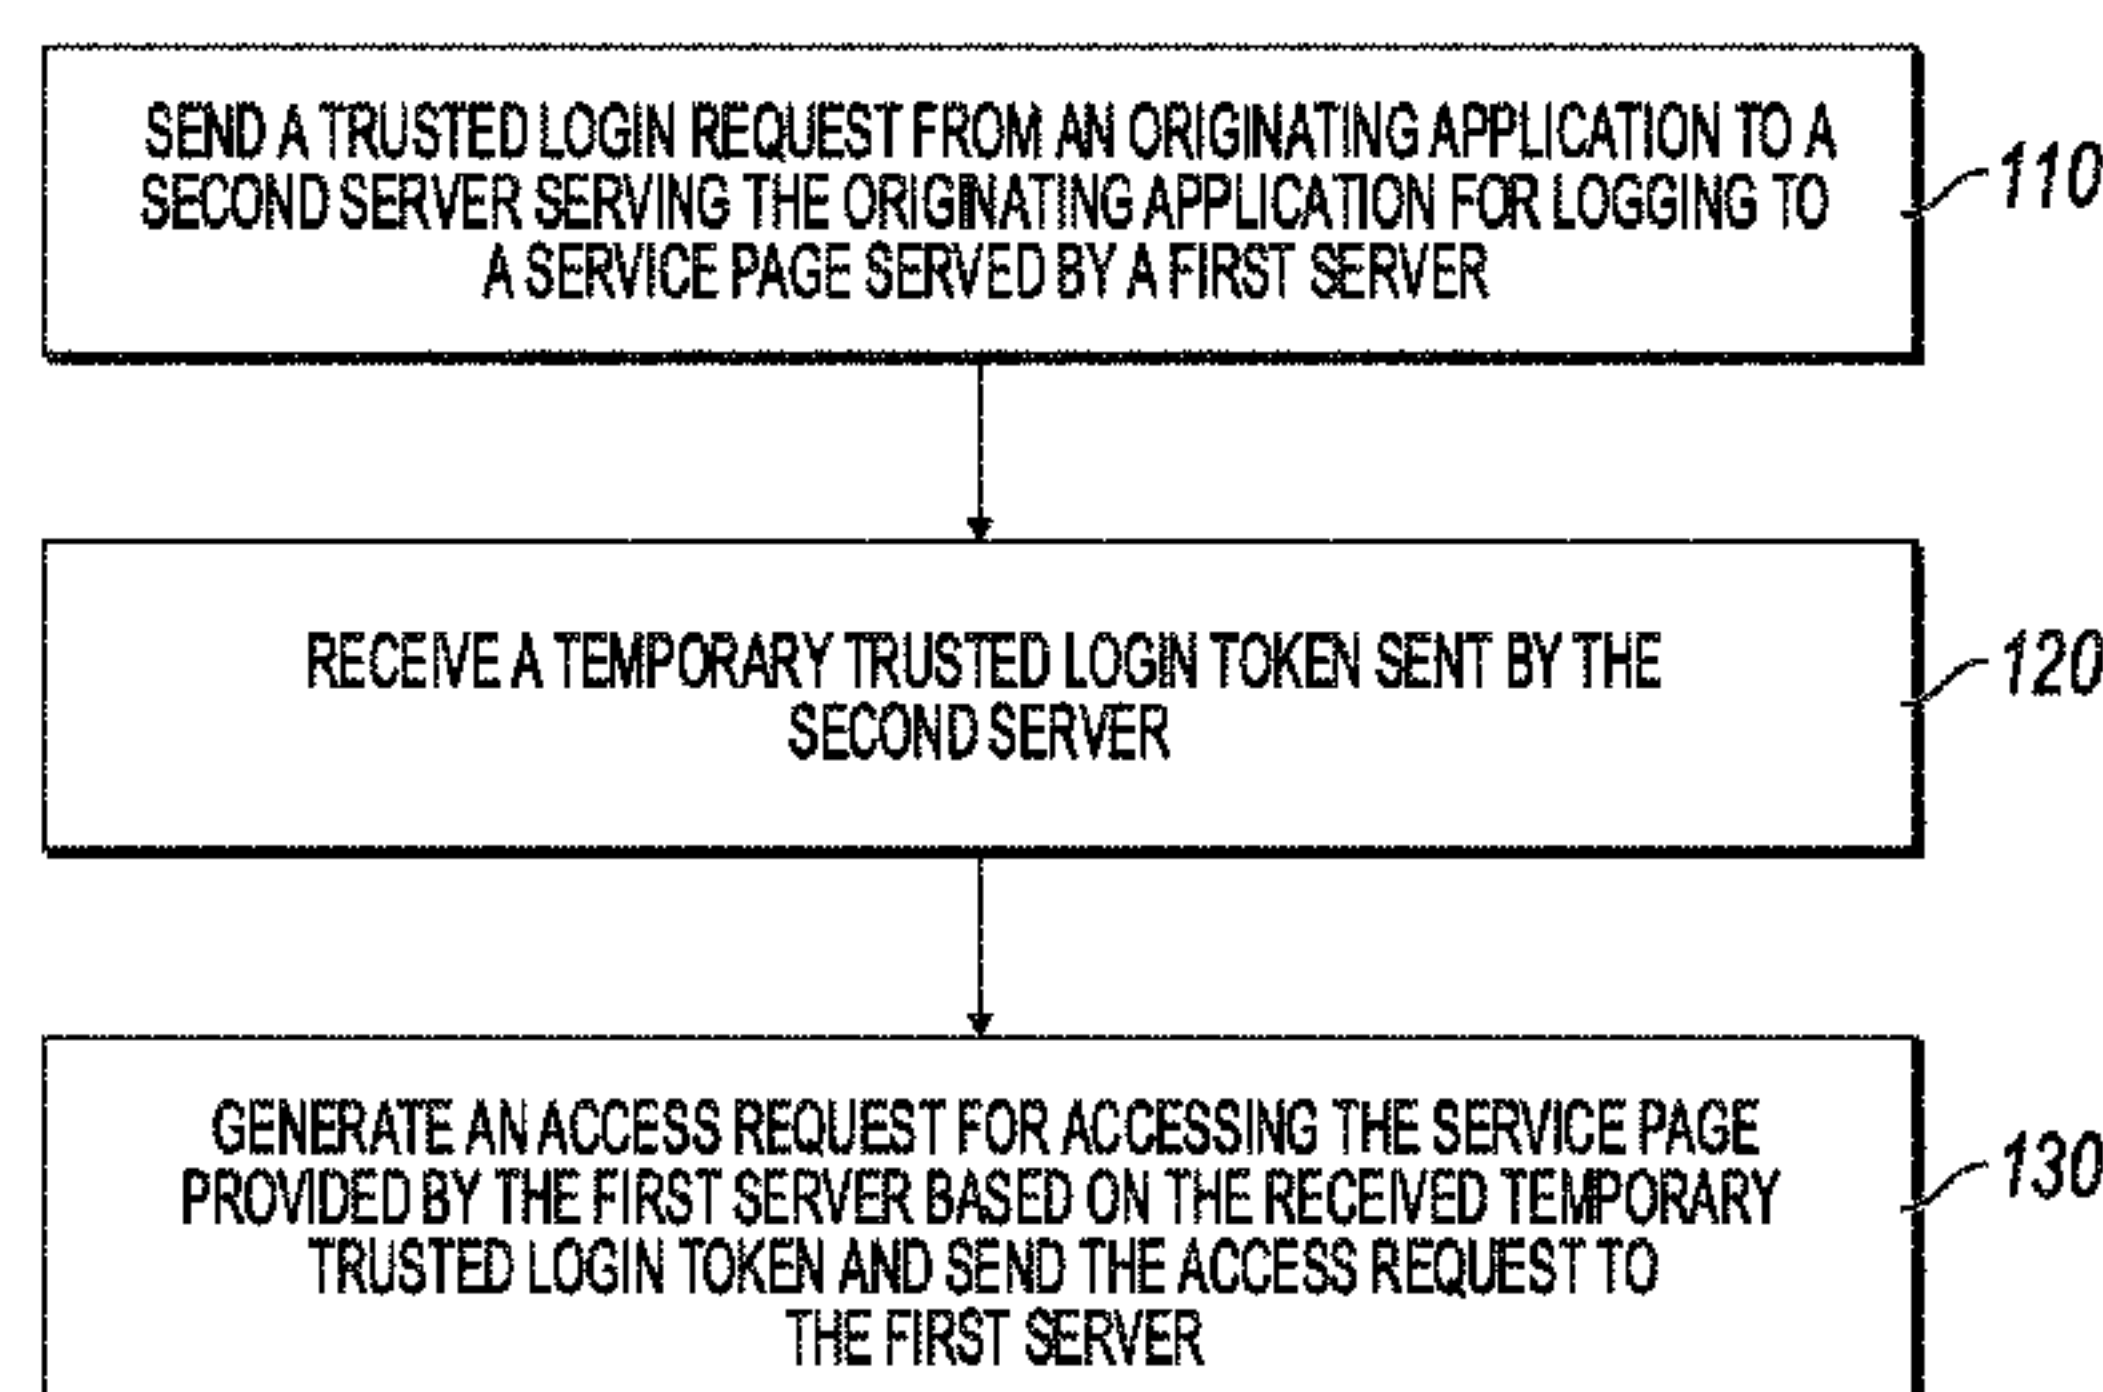 SEND A TRUSTED LOGIN REQUEST FROM AN ORIGINATING APPLICATION TO A
SECOND SERVER SERVING THE ORIGINATING APPLICATION FOR LOGGING TO
A SERVICE PAGE SERVED BY A FIRST SERVER
110
RECEIVE A TEMPORARY TRUSTED LOGIN TOKEN SENT BY THE
SECOND SERVER
120
GENERATE AN ACCESS REQUEST FOR ACCESSING THE SERVICE PAGE
PROVIDED BY THE FIRST SERVER BASED ON THE RECEIVED TEMPORARY
TRUSTED LOGIN TOKEN AND SEND THE ACCESS REQUEST TO
THE FIRST SERVER
130